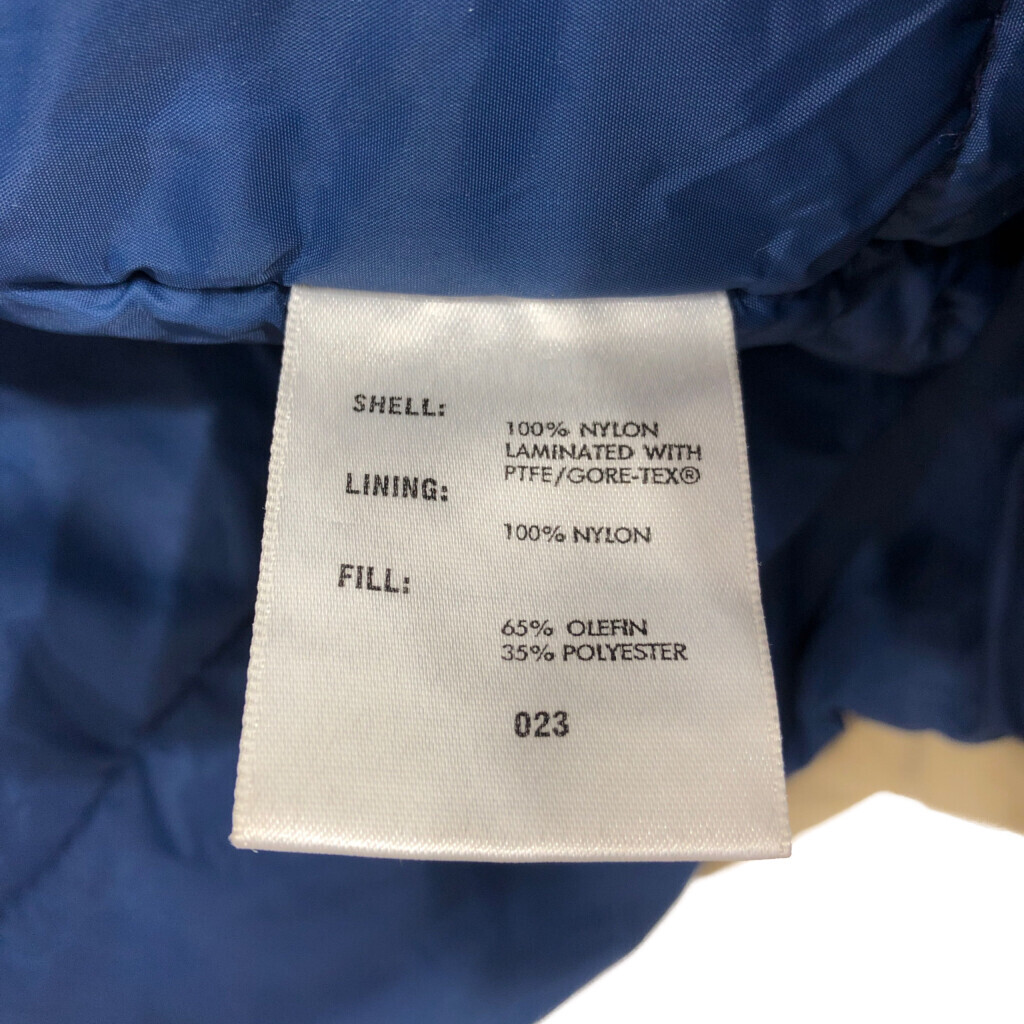 SHELL:
100% NYLON
LAMINATED WITH
PTFE/GORE-TEX®
LINING:
100% NYLON
FILL:
65% OLEFIN
35% POLYESTER
023